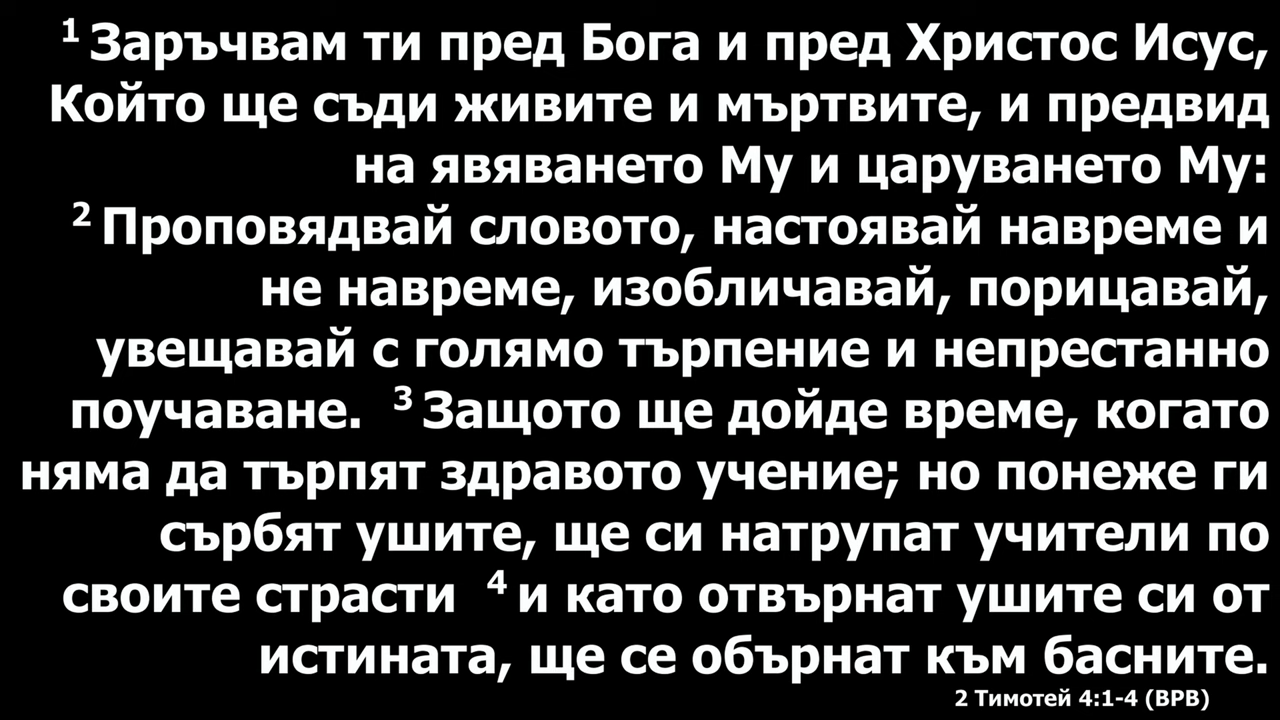 1 Заръчвам ти пред Бога и пред Христос Исус,
Който ще съди живите и мъртвите, и предвид
на явяването Му и царуването Му:
2 Проповядвай словото, настоявай навреме и
не навреме, изобличавай, порицавай,
увещавай с голямо търпение и непрестанно
поучаване. 3 Защото ще дойде време, когато
няма да търпят здравото учение; но понеже ги
сърбят ушите, ще си натрупат учители по
своите страсти 4 и като отвърнат ушите си от
истината, ще се обърнат към басните.
2 Тимотей 4:1-4 (ВРВ)